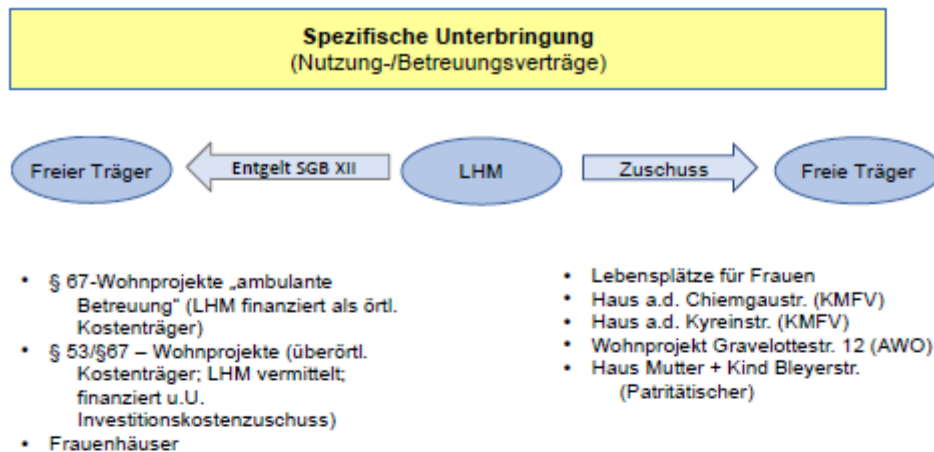 Spezifische Unterbringung
(Nutzung-/Betreuungsverträge)
Freier Träger
Entgelt SGB XII
LHM
Zuschuss
Freie Träger
• § 67-Wohnprojekte „ambulante
Betreuung“ (LHM finanziert als örtl.
Kostenträger)
• § 53/§67 – Wohnprojekte (überörtl.
Kostenträger; LHM vermittelt;
finanziert u.U.
Investitionskostenzuschuss)
• Frauenhäuser
• Lebensplätze für Frauen
• Haus a.d. Chiemgaustr. (KMFV)
• Haus a.d. Kyreinstr. (KMFV)
• Wohnprojekt Gravelottestr. 12 (AWO)
• Haus Mutter + Kind Bleyerstr.
(Patritätischer)